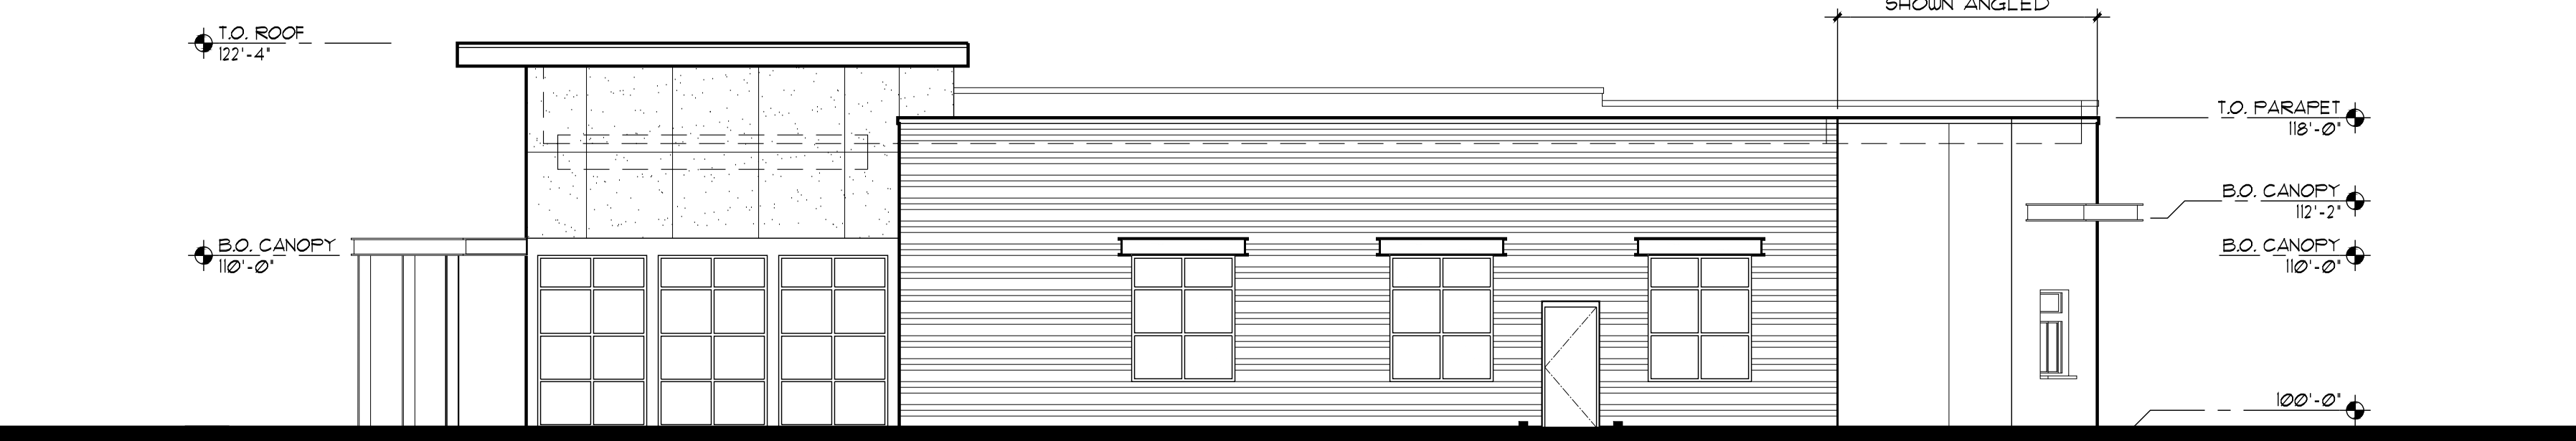 SHOWN ANGLED
T.O. ROOF
122'-4"
T.O. PARAPET
118'-0"
B.O. CANOPY
112'-2"
B.O. CANOPY
110'-0"
B.O. CANOPY
110'-0"
100'-0"